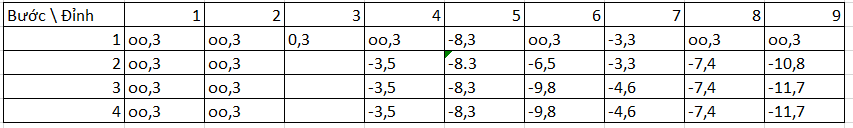 Bước \ Đỉnh 1 2 3 4 5 6 7 8 9
1 oo,3 oo,3 0,3 oo,3 -8,3 oo,3 -3,3 oo,3 oo,3
2 oo,3 oo,3 -3,5 -8.3 -6,5 -3,3 -7,4 -10,8
3 oo,3 oo,3 -3,5 -8,3 -9,8 -4,6 -7,4 -11,7
4 oo,3 oo,3 -3,5 -8,3 -9,8 -4,6 -7,4 -11,7